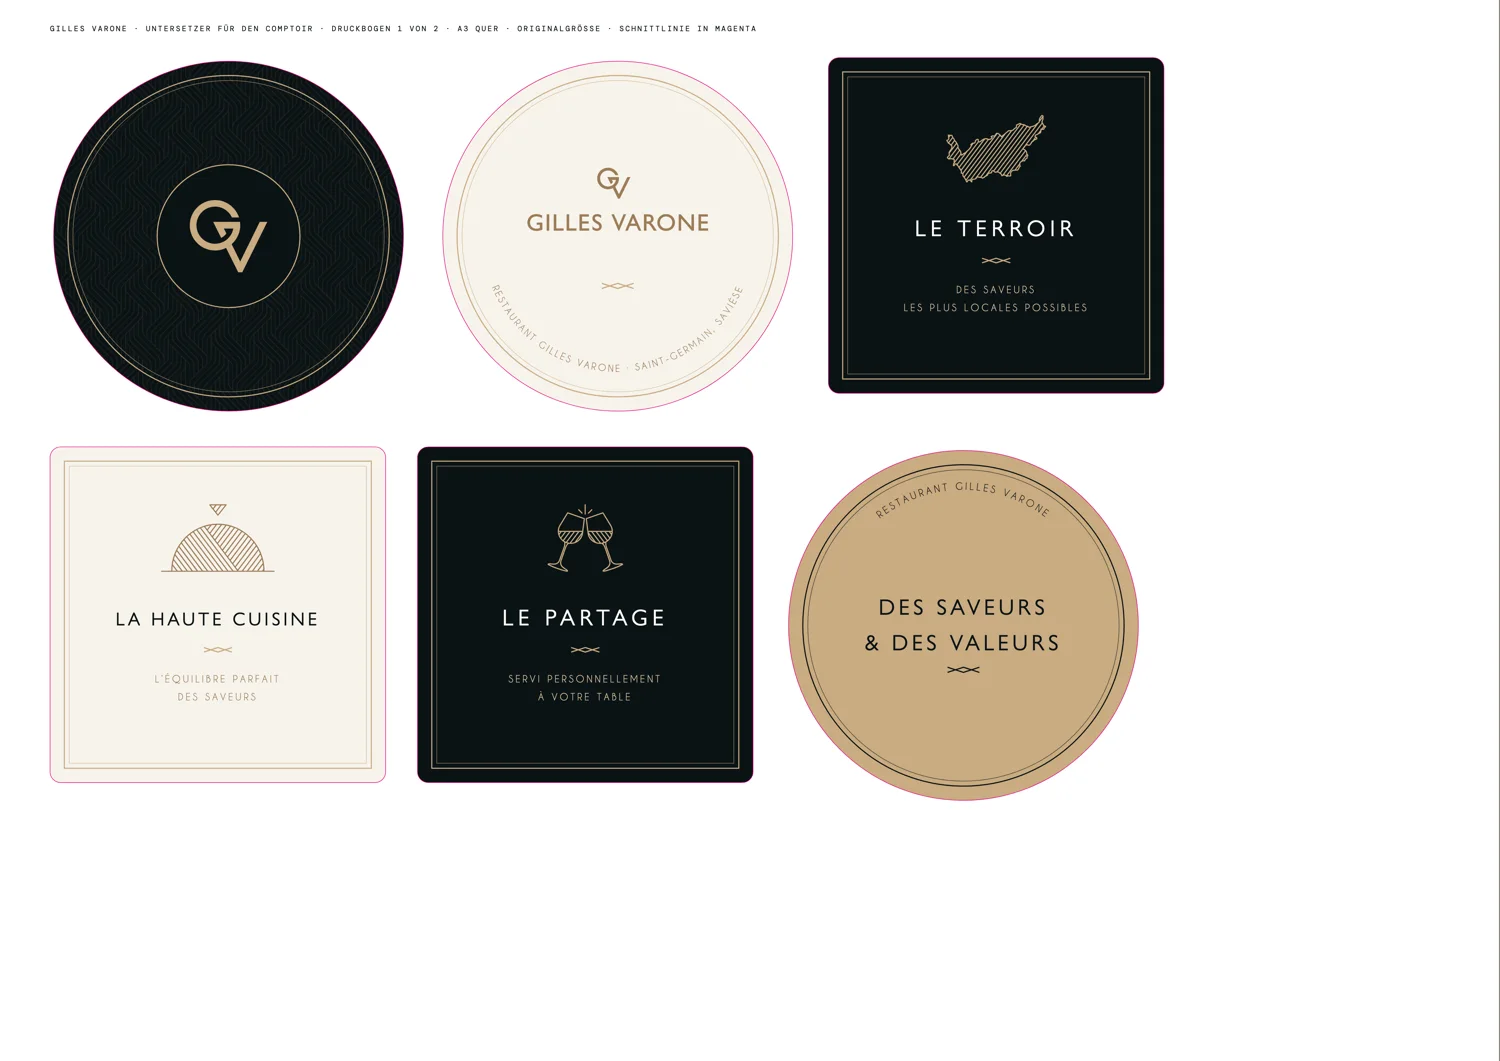 GILLES VARONE · UNTERSETZER FÜR DEN COMPTOIR · DRUCKBOGEN 1 VON 2 · A3 QUER · ORIGINALGRÖSSE · SCHNITTLINIE IN MAGENTA
GV
GV
GILLES VARONE
RESTAURANT GILLES VARONE · SAINT-GERMAIN, SAVIÈSE
LE TERROIR
DES SAVEURS
LES PLUS LOCALES POSSIBLES
LA HAUTE CUISINE
L'ÉQUILIBRE PARFAIT
DES SAVEURS
LE PARTAGE
SERVI PERSONNELLEMENT
À VOTRE TABLE
RESTAURANT GILLES VARONE
DES SAVEURS
& DES VALEURS